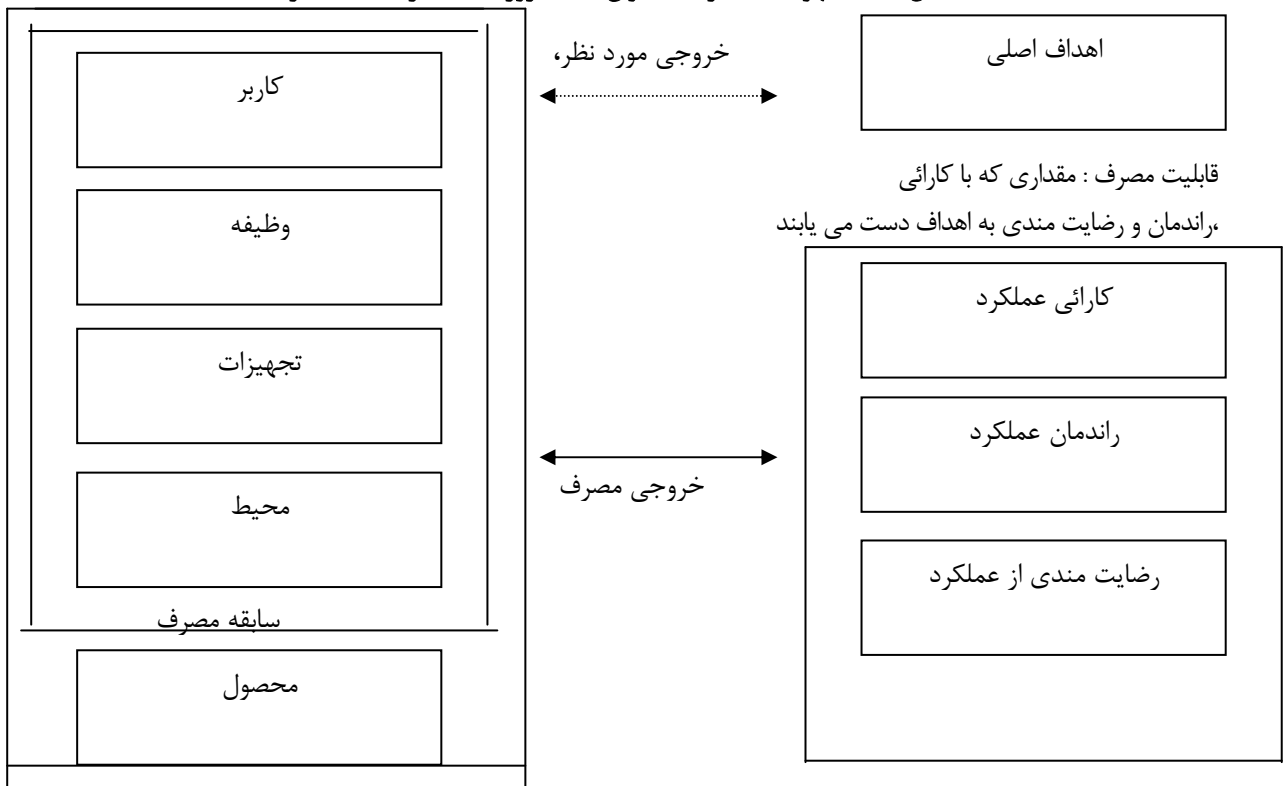 اهداف اصلی
خروجی مورد نظر،
کاربر
قابلیت مصرف : مقداری که با کارائی
،راندمان و رضایت مندی به اهداف دست می یابند
وظیفه
کارائی عملکرد
تجهیزات
راندمان عملکرد
خروجی مصرف
محیط
رضایت مندی از عملکرد
سابقه مصرف
محصول